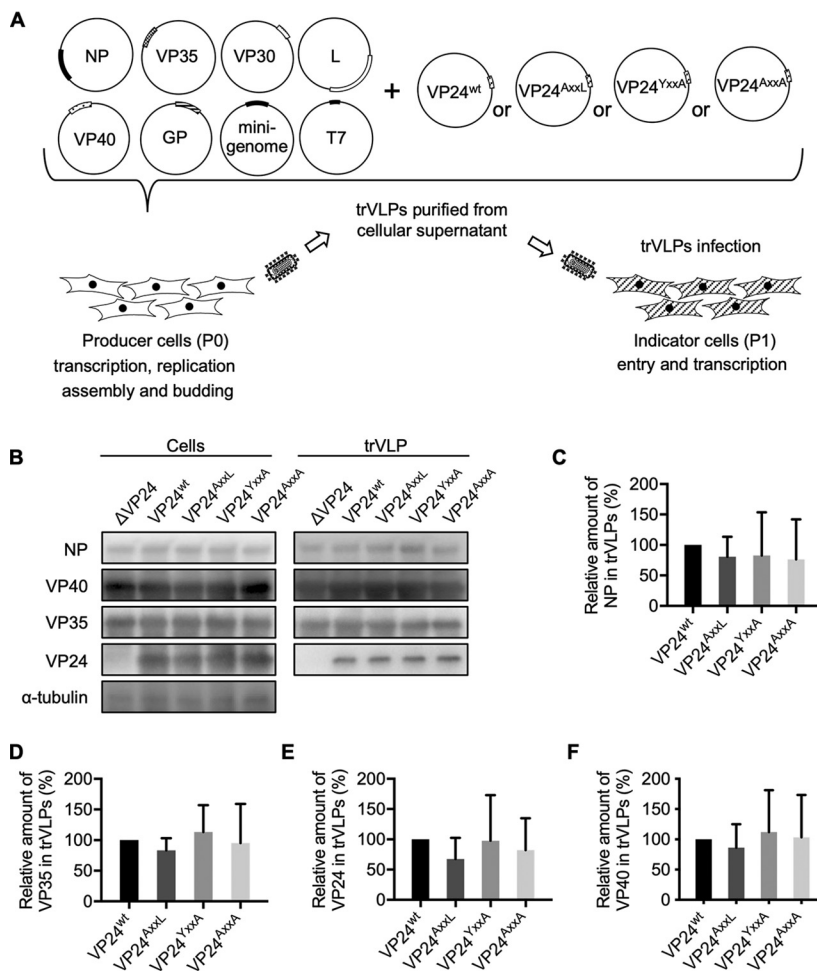 A
NP
VP35
VP30
L
VP40
GP
mini-
genome
T7
+
VP24wt
or
VP24AxxL
or
VP24YxxA
or
VP24AxxA
trVLPs purified from
cellular supernatant
trVLPs infection
Producer cells (P0)
transcription, replication
assembly and budding
Indicator cells (P1)
entry and transcription
B
Cells
trVLP
ΔVP24
VP24wt
VP24AxxL
VP24YxxA
VP24AxxA
ΔVP24
VP24wt
VP24AxxL
VP24YxxA
VP24AxxA
NP
VP40
VP35
VP24
α-tubulin
C
Relative amount of
NP in trVLPs (%)
200
150
100
50
0
VP24wt
VP24AxxL
VP24YxxA
VP24AxxA
D
Relative amount of
VP35 in trVLPs (%)
200
150
100
50
0
VP24wt
VP24AxxL
VP24YxxA
VP24AxxA
E
Relative amount of
VP24 in trVLPs (%)
200
150
100
50
0
VP24wt
VP24AxxL
VP24YxxA
VP24AxxA
F
Relative amount of
VP40 in trVLPs (%)
200
150
100
50
0
VP24wt
VP24AxxL
VP24YxxA
VP24AxxA